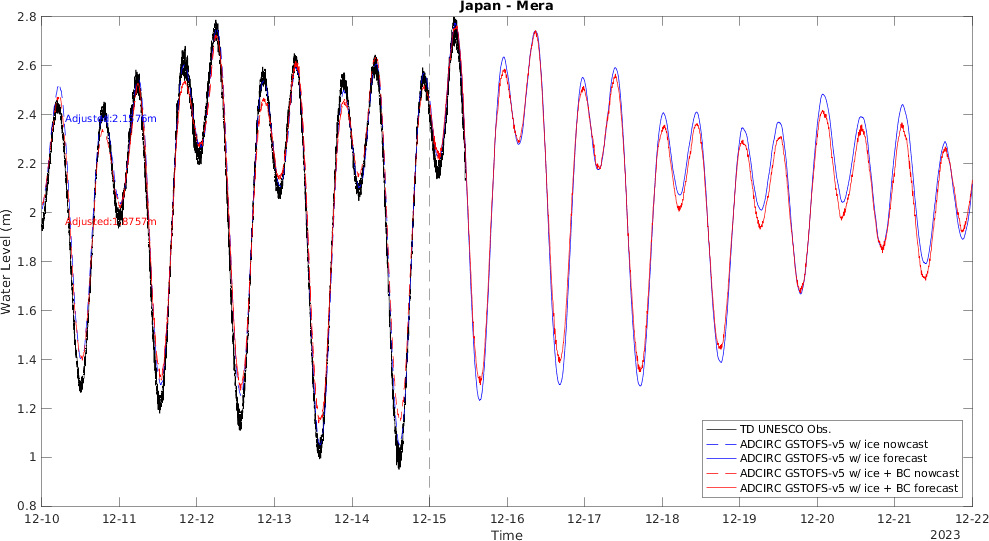 Japan - Mera
2.8
2.6
2.4
2.2
2
1.8
1.6
1.4
1.2
1
0.8
Water Level (m)
Adjusted:2.1576m
Adjusted:1.8757m
TD UNESCO Obs.
ADCIRC GSTOFS-v5 w/ ice nowcast
ADCIRC GSTOFS-v5 w/ ice forecast
ADCIRC GSTOFS-v5 w/ ice + BC nowcast
ADCIRC GSTOFS-v5 w/ ice + BC forecast
12-10 12-11 12-12 12-13 12-14 12-15 12-16 12-17 12-18 12-19 12-20 12-21 12-22
Time
2023